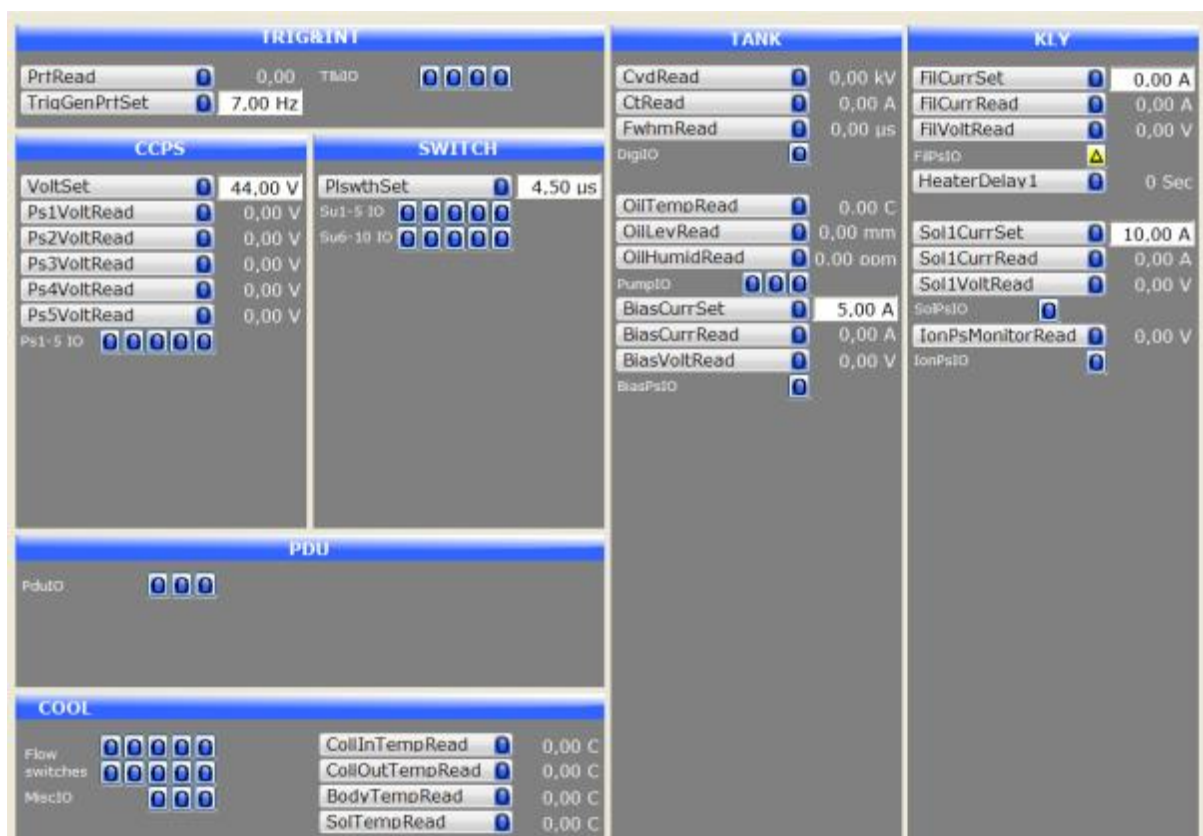 TRIG&INT
PrfRead 0,00 TB&IO
TrigGenPrfSet 7,00 Hz
CCPS
VoltSet 44,00 V
Ps1VoltRead 0,00 V
Ps2VoltRead 0,00 V
Ps3VoltRead 0,00 V
Ps4VoltRead 0,00 V
Ps5VoltRead 0,00 V
Ps1-5 IO
SWITCH
PlswthSet 4,50 µs
Su1-5 IO
Su6-10 IO
PDU
PduIO
COOL
Flow
switches
MiscIO
CollInTempRead 0,00 C
CollOutTempRead 0,00 C
BodyTempRead 0,00 C
SolTempRead 0,00 C
TANK
CvdRead 0,00 kV
CtRead 0,00 A
FwhmRead 0,00 µs
DigiIO
OilTempRead 0,00 C
OilLevRead 0,00 mm
OilHumidRead 0.00 ppm
PumpIO
BiasCurrSet 5,00 A
BiasCurrRead 0,00 A
BiasVoltRead 0,00 V
BiasPsIO
KLY
FilCurrSet 0,00 A
FilCurrRead 0,00 A
FilVoltRead 0,00 V
FilPsIO
HeaterDelay1 0 Sec
Sol1CurrSet 10,00 A
Sol1CurrRead 0,00 A
Sol1VoltRead 0,00 V
SolPsIO
IonPsMonitorRead 0,00 V
IonPsIO